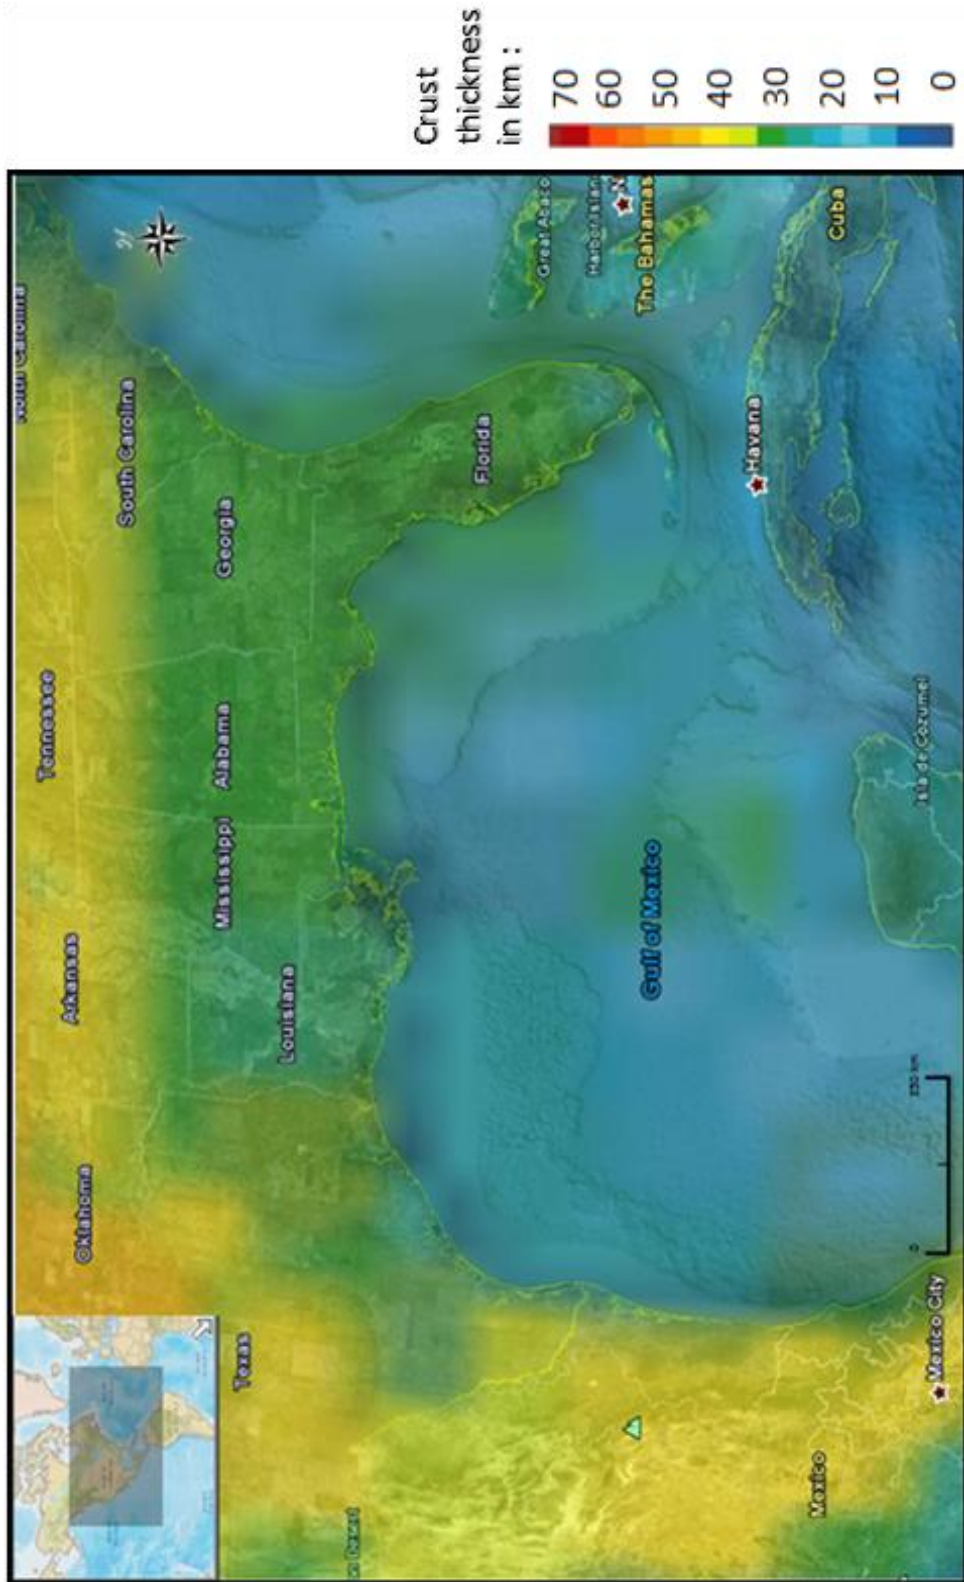 Crust
thickness
in km :
70
60
50
40
30
20
10
0
Oklahoma
Arkansas
Tennessee
North Carolina
South Carolina
Texas
Louisiana
Mississippi
Alabama
Georgia
Florida
Great Abaco
The Bahamas
Gulf of Mexico
Havana
Cuba
Mexico
Mexico City
Isla de Cozumel
0